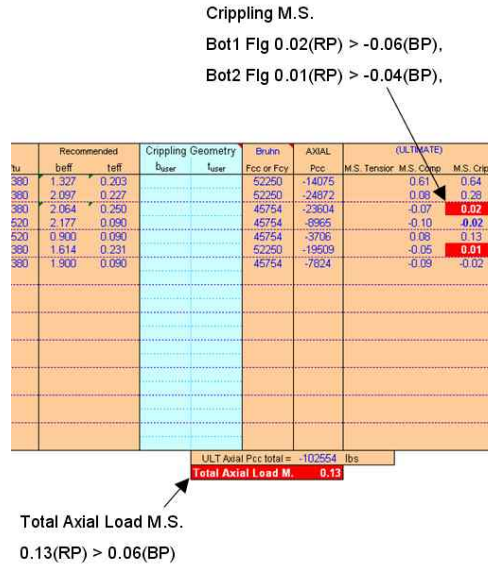 Crippling M.S.
Bot1 Flg 0.02(RP) > -0.06(BP),
Bot2 Flg 0.01(RP) > -0.04(BP),
Recommended Crippling Geometry Bruhn AXIAL (ULTIMATE)
tu beff teff buser tuser Fcc or Fcy Pcc M.S. Tension M.S. Comp M.S. Crip
380 1.327 0.203 52250 -14075 0.61 0.64
380 2.097 0.227 52250 -24872 0.08 0.28
380 2.064 0.250 45754 -23604 -0.07 0.02
520 2.177 0.090 45754 -8965 -0.10 -0.02
520 0.900 0.090 45754 -3706 0.08 0.13
380 1.614 0.231 52250 -19509 -0.05 0.01
380 1.900 0.090 45754 -7824 -0.09 -0.02
ULT Axial Pcc total = -102554 lbs
Total Axial Load M. 0.13
Total Axial Load M.S.
0.13(RP) > 0.06(BP)